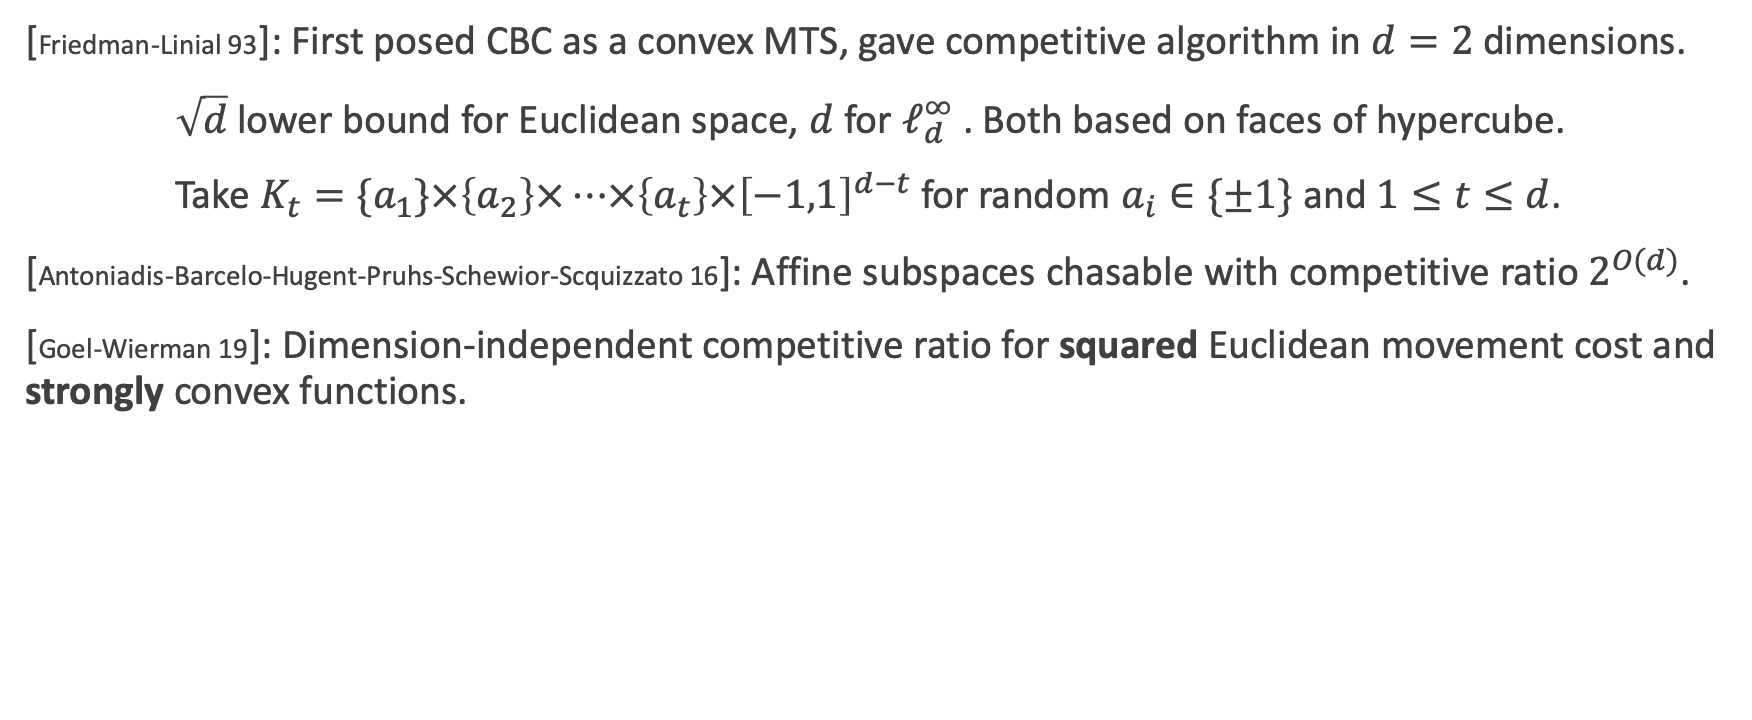 [Friedman-Linial 93]: First posed CBC as a convex MTS, gave competitive algorithm in 𝑑 = 2 dimensions.
√𝑑 lower bound for Euclidean space, 𝑑 for ℓ_𝑑^∞ . Both based on faces of hypercube.
Take 𝐾_𝑡 = {𝑎_1}×{𝑎_2}× ⋯×{𝑎_𝑡}×[−1,1]^{𝑑−𝑡} for random 𝑎_𝑖 ∈ {±1} and 1 ≤ 𝑡 ≤ 𝑑.
[Antoniadis-Barcelo-Hugent-Pruhs-Schewior-Scquizzato 16]: Affine subspaces chasable with competitive ratio 2^{𝑂(𝑑)}.
[Goel-Wierman 19]: Dimension-independent competitive ratio for squared Euclidean movement cost and
strongly convex functions.